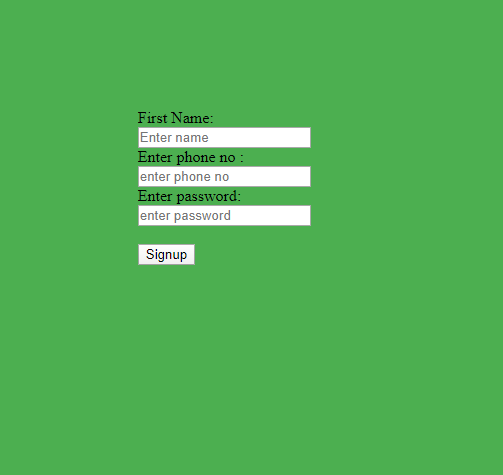 First Name:
Enter name
Enter phone no :
enter phone no
Enter password:
enter password
Signup